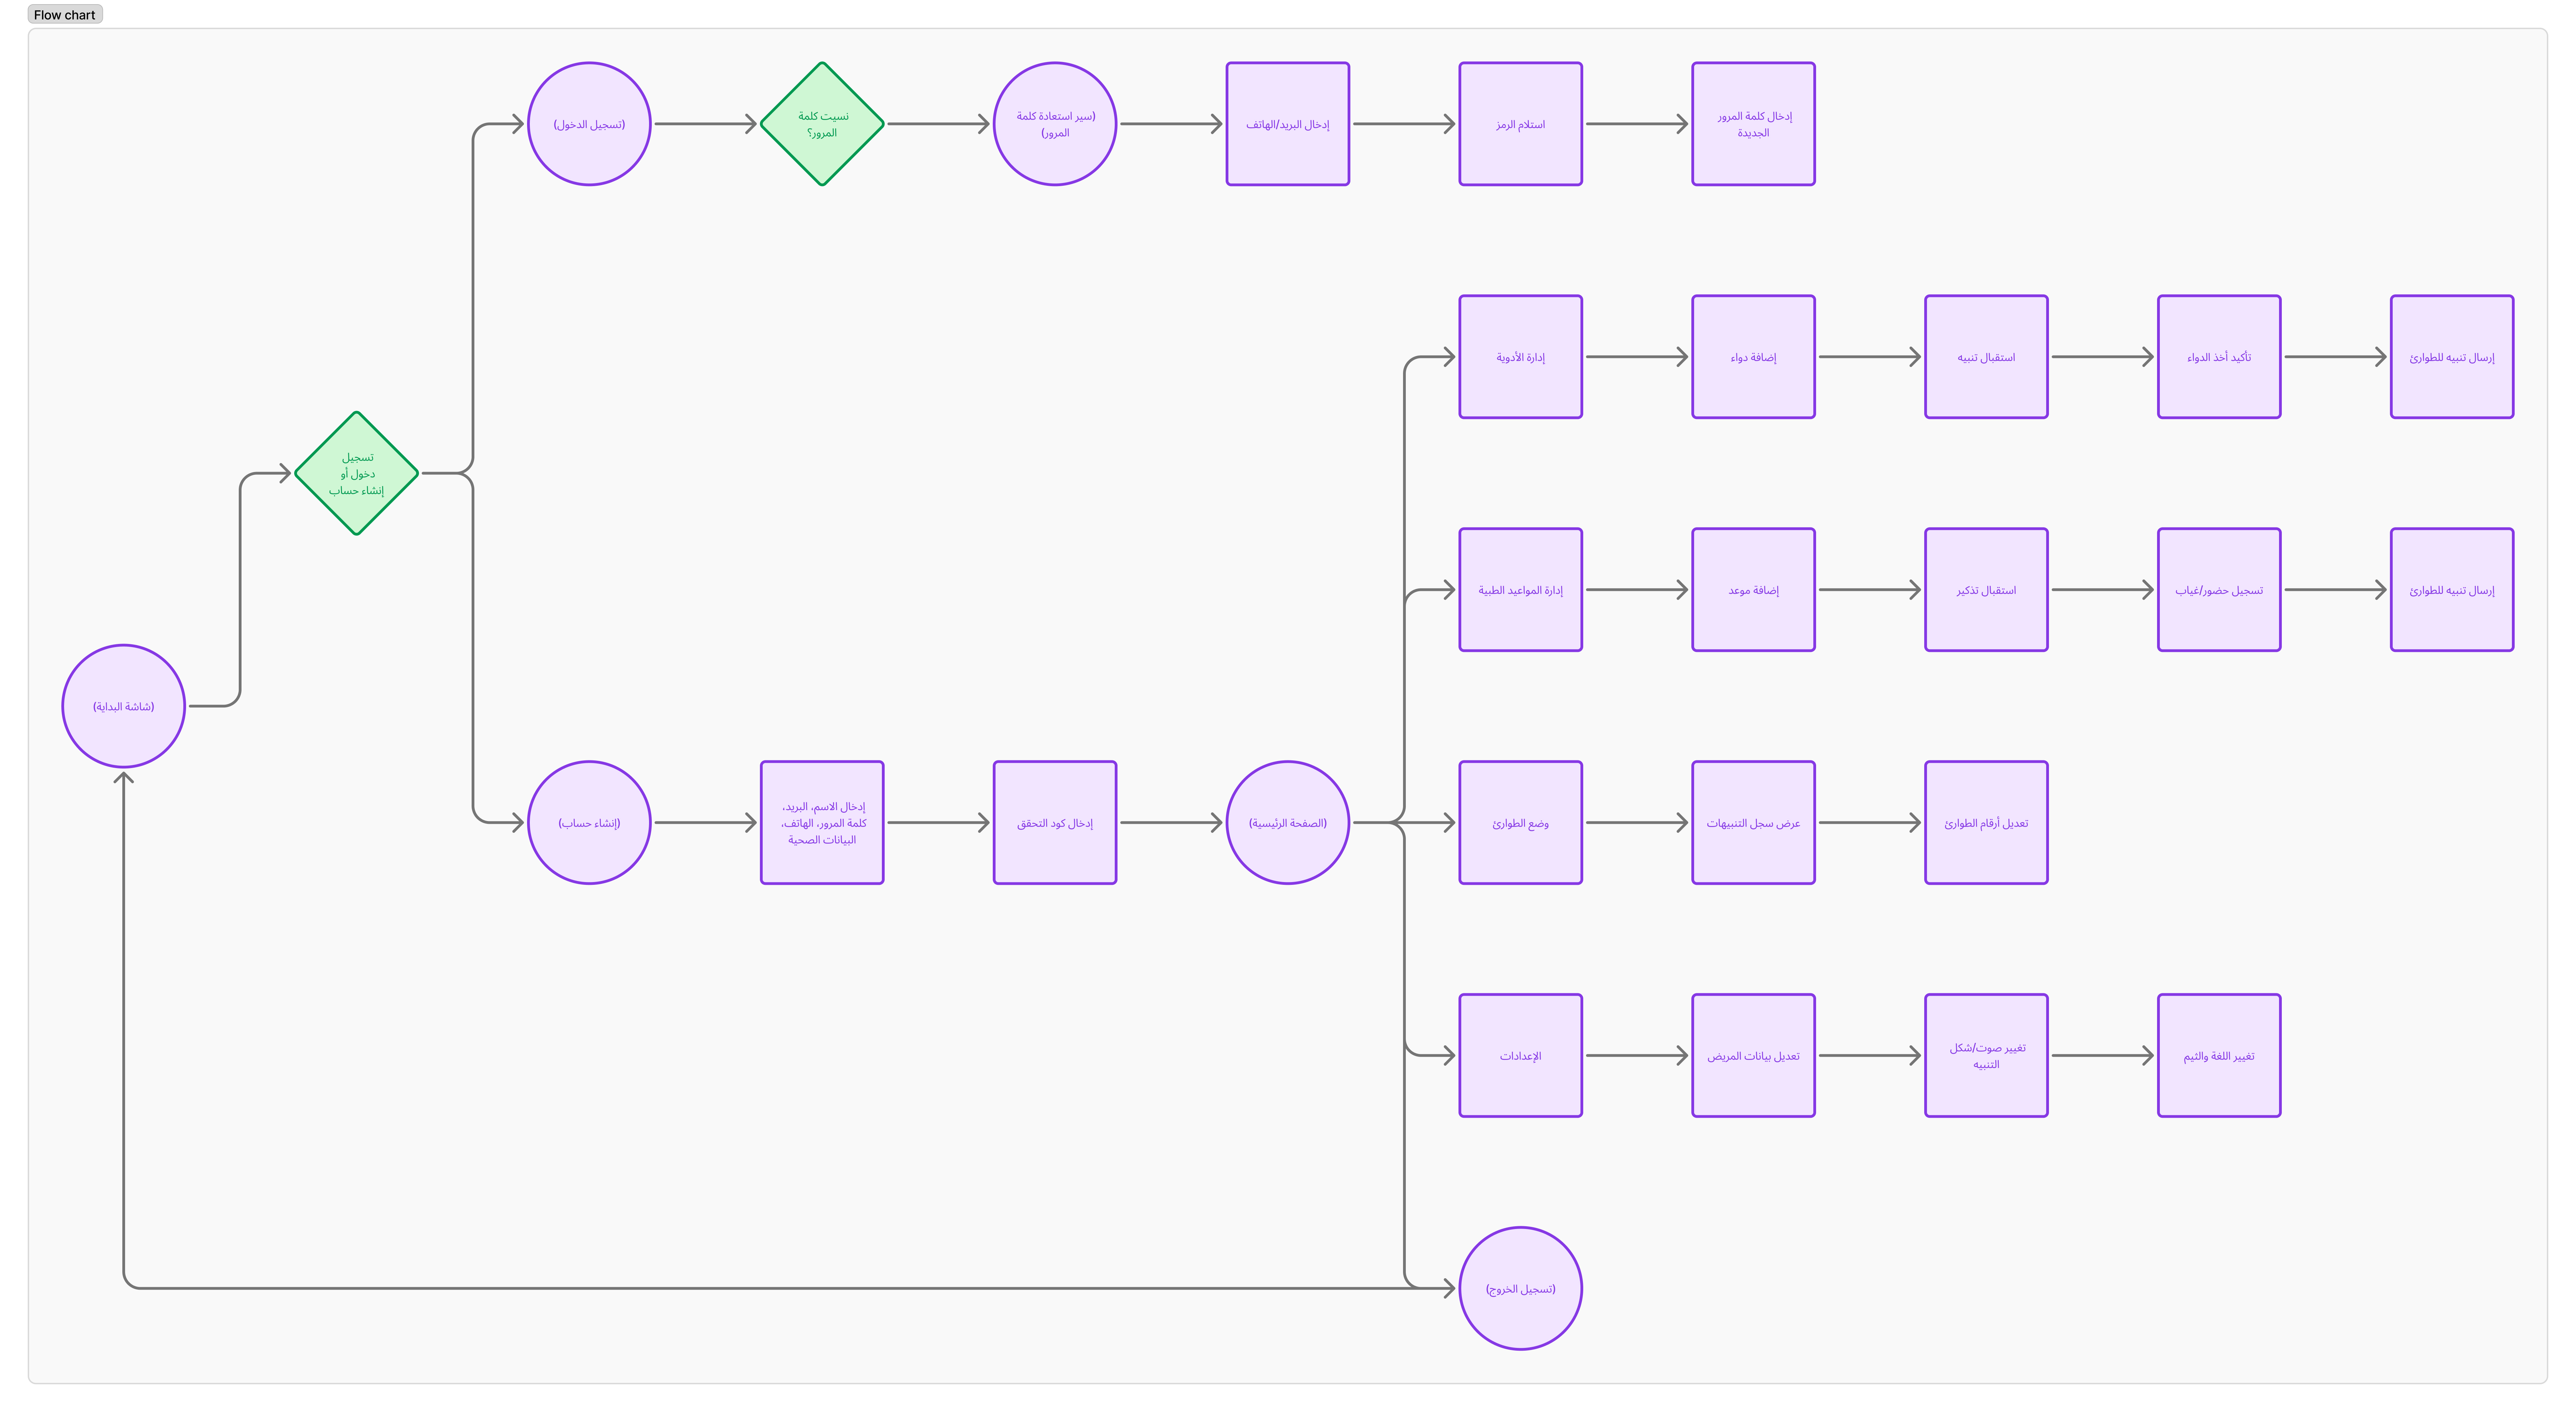 Flow chart
(تسجيل الدخول)
نسيت كلمة
المرور؟
(سير استعادة كلمة
المرور)
إدخال البريد/الهاتف
استلام الرمز
إدخال كلمة المرور
الجديدة
إدارة الأدوية
إضافة دواء
استقبال تنبيه
تأكيد أخذ الدواء
إرسال تنبيه للطوارئ
تسجيل
دخول أو
إنشاء حساب
إدارة المواعيد الطبية
إضافة موعد
استقبال تذكير
تسجيل حضور/غياب
إرسال تنبيه للطوارئ
(شاشة البداية)
(إنشاء حساب)
إدخال الاسم، البريد،
كلمة المرور، الهاتف،
البيانات الصحية
إدخال كود التحقق
(الصفحة الرئيسية)
وضع الطوارئ
عرض سجل التنبيهات
تعديل أرقام الطوارئ
الإعدادات
تعديل بيانات المريض
تغيير صوت/شكل
التنبيه
تغيير اللغة والثيم
(تسجيل الخروج)